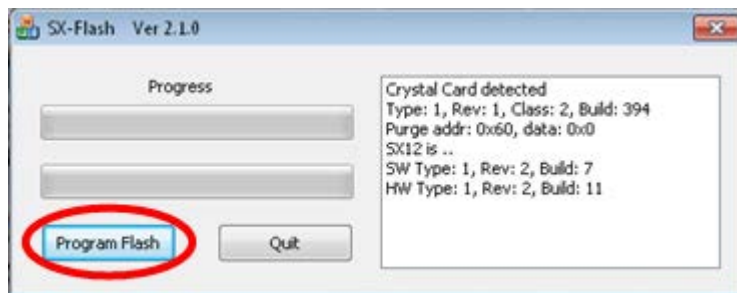 SX-Flash Ver 2.1.0
Progress
Crystal Card detected
Type: 1, Rev: 1, Class: 2, Build: 394
Purge addr: 0x60, data: 0x0
SX12 is ..
SW Type: 1, Rev: 2, Build: 7
HW Type: 1, Rev: 2, Build: 11
Program Flash
Quit